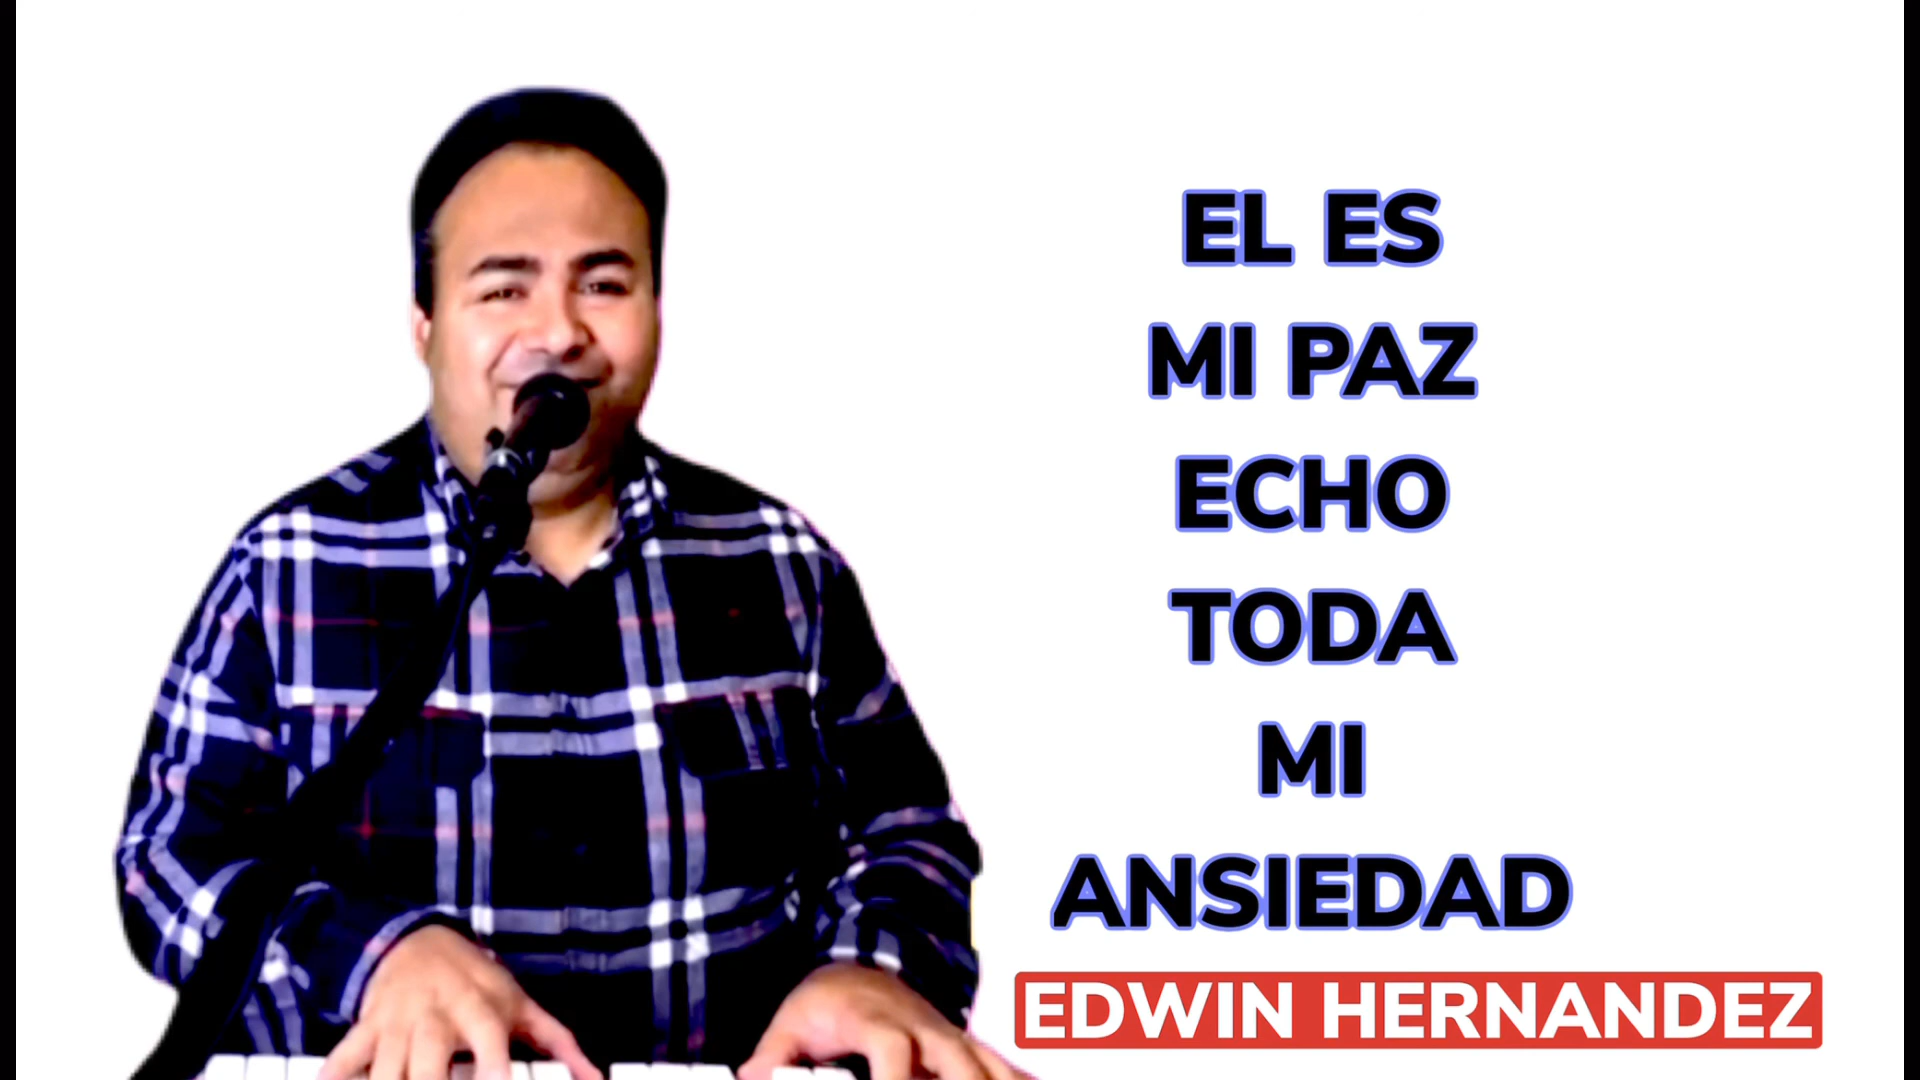 EL ES
MI PAZ
ECHO
TODA
MI
ANSIEDAD
EDWIN HERNANDEZ